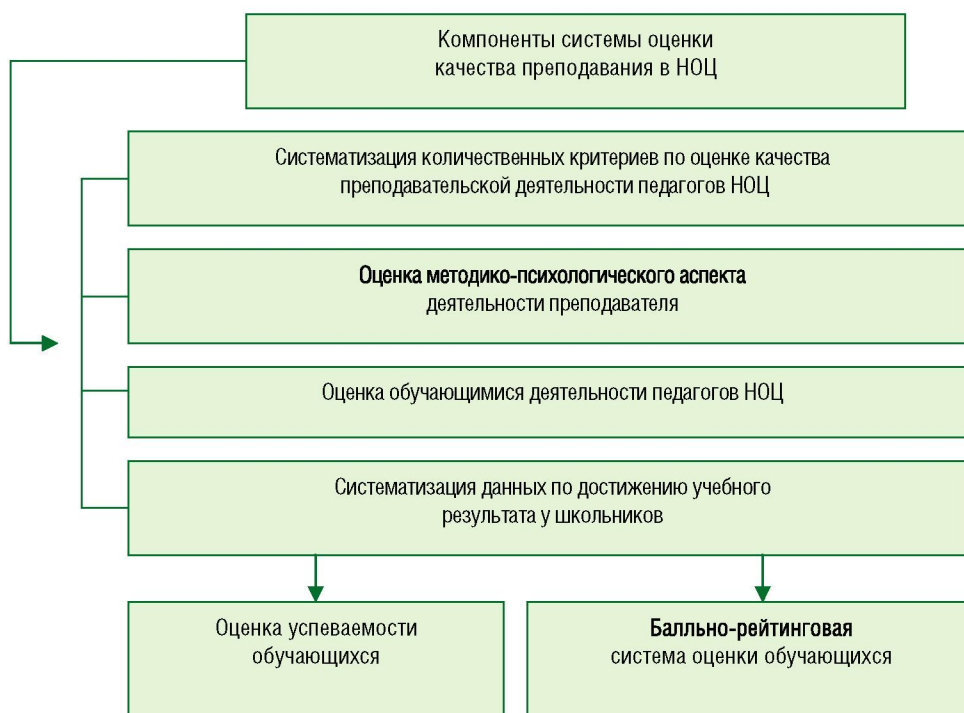 Компоненты системы оценки
качества преподавания в НОЦ
Систематизация количественных критериев по оценке качества
преподавательской деятельности педагогов НОЦ
Оценка методико-психологического аспекта
деятельности преподавателя
Оценка обучающимися деятельности педагогов НОЦ
Систематизация данных по достижению учебного
результата у школьников
Оценка успеваемости
обучающихся
Балльно-рейтинговая
система оценки обучающихся